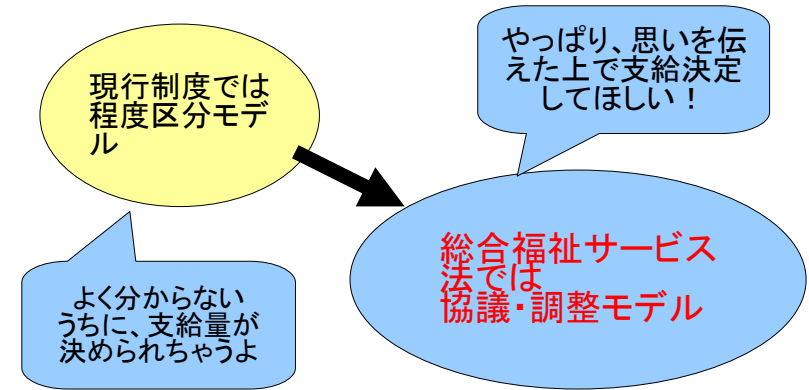 現行制度では
程度区分モデ
ル
やっぱり、思いを伝
えた上で支給決定
してほしい！
よく分からない
うちに、支給量が
決められちゃうよ
総合福祉サービス
法では
協議・調整モデル